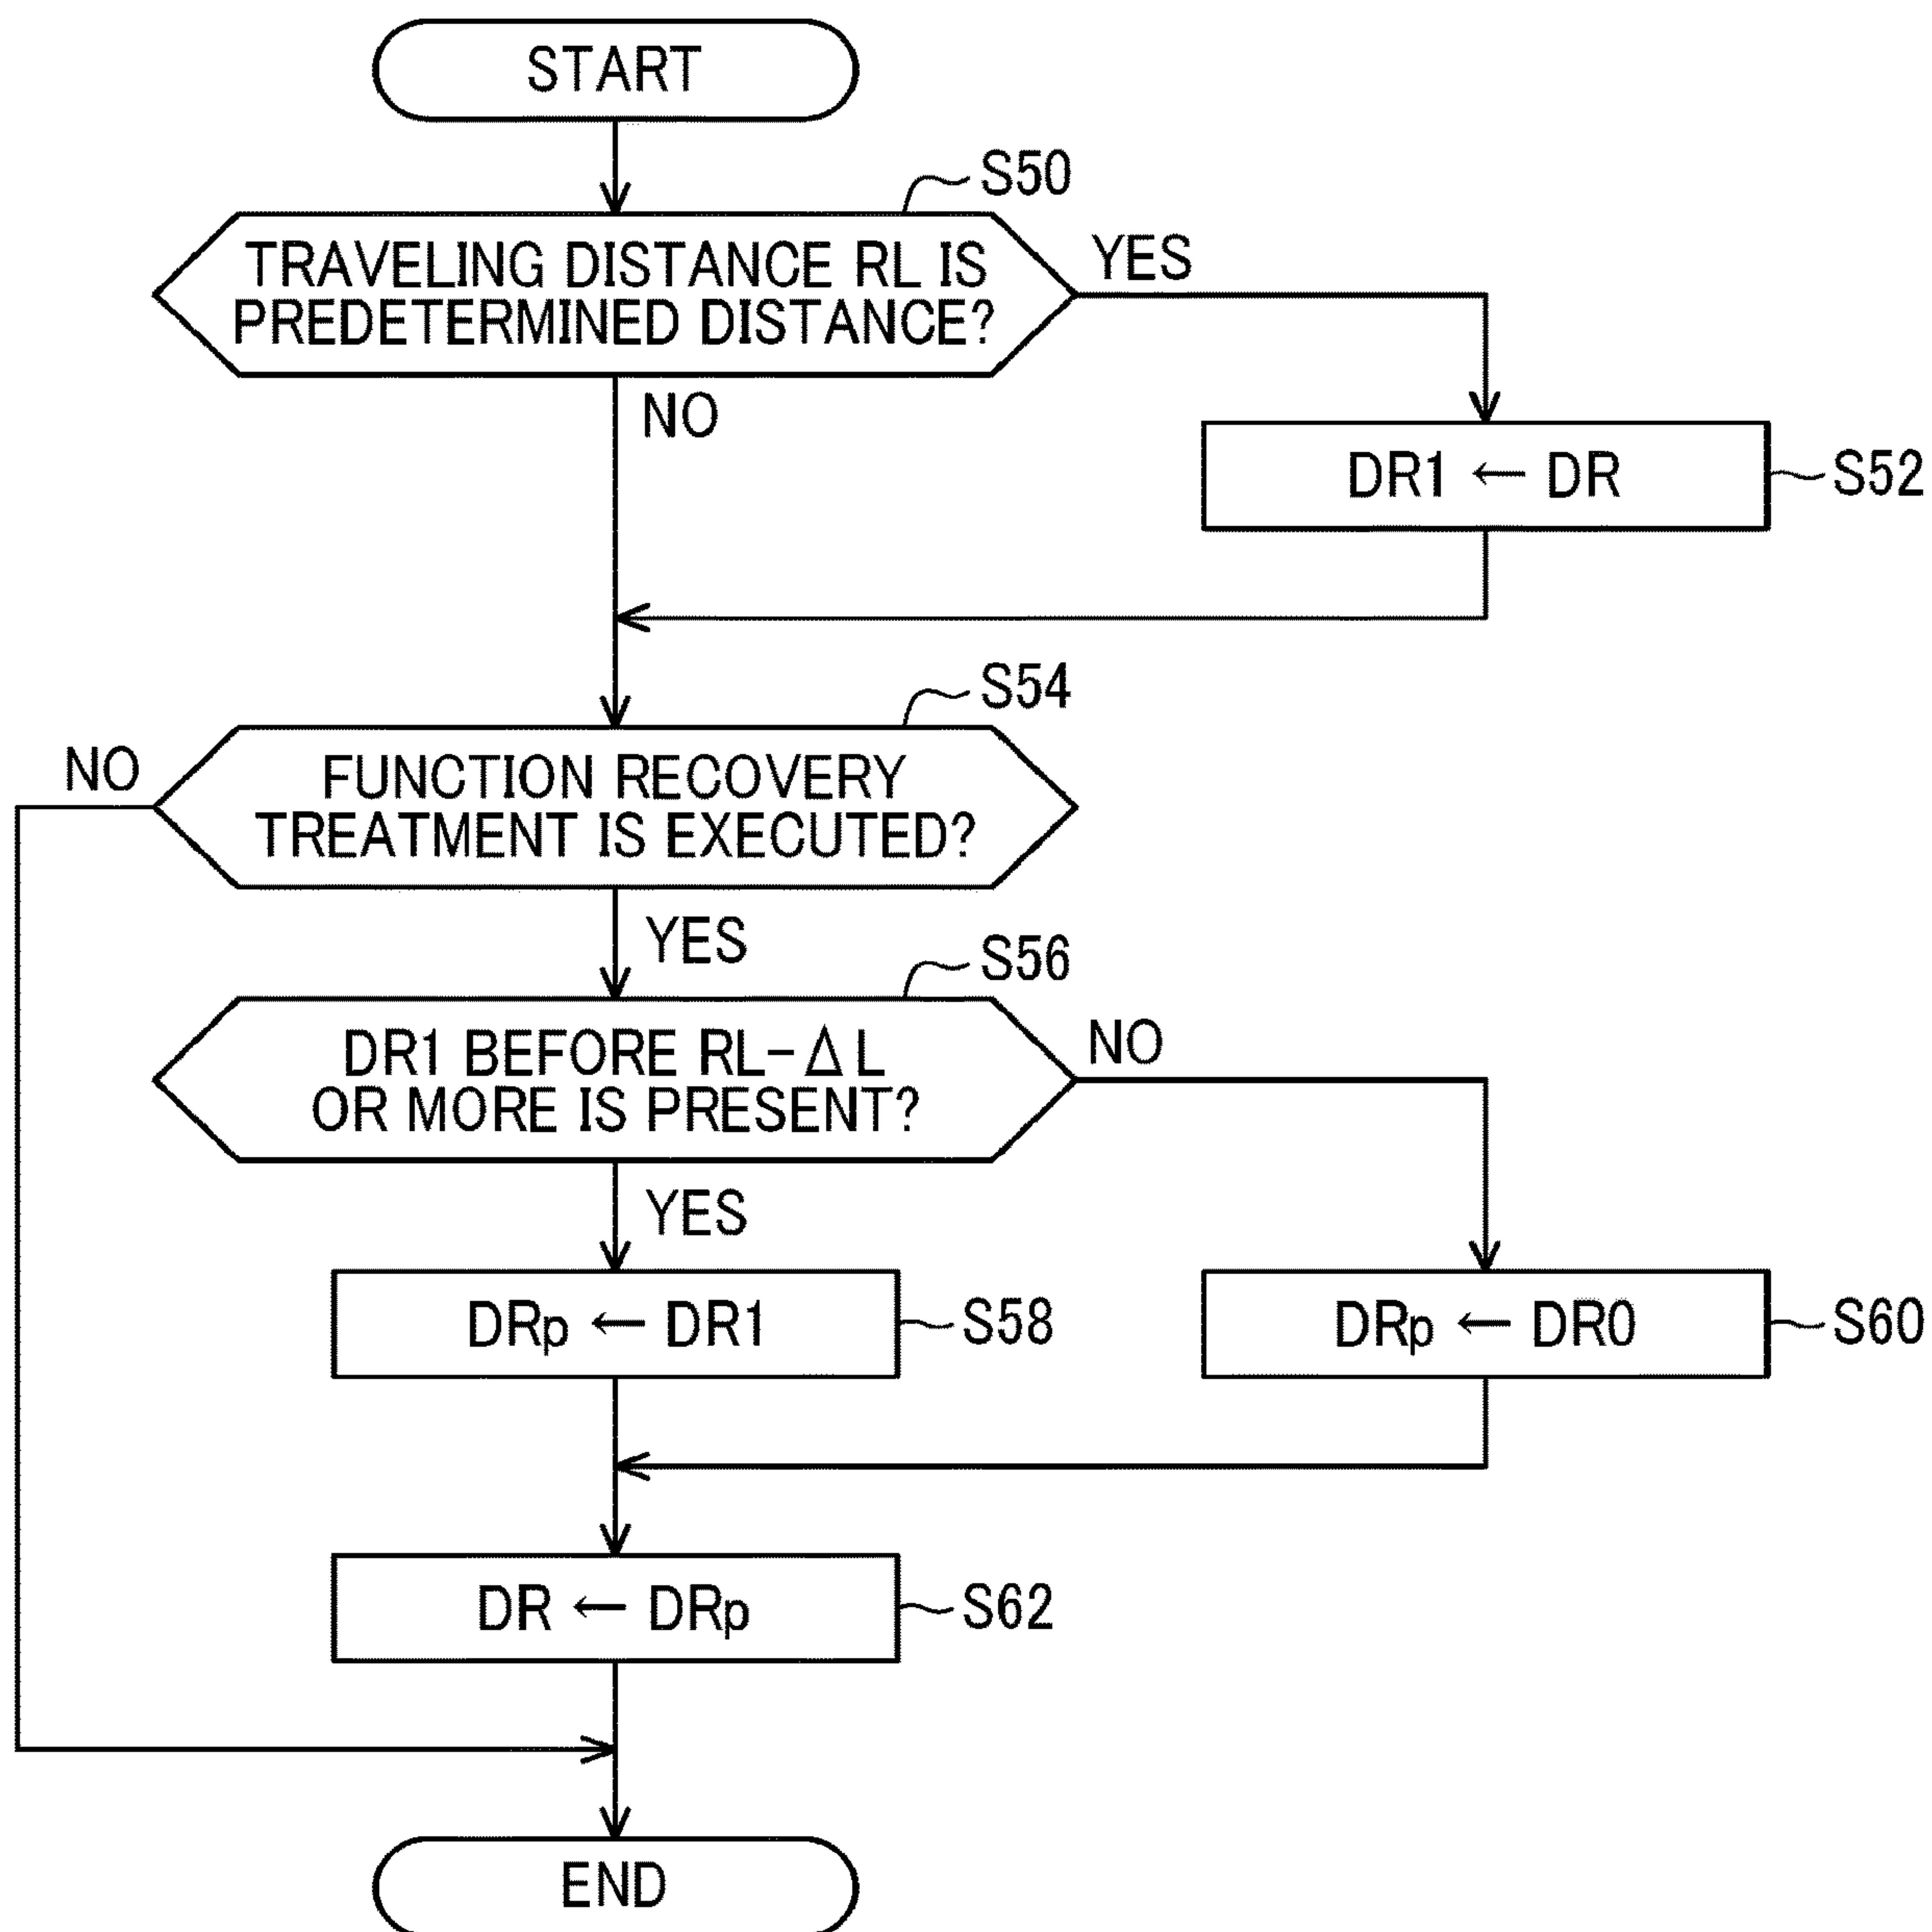 START
S50
TRAVELING DISTANCE RL IS
PREDETERMINED DISTANCE?
YES
NO
DR1 ← DR
S52
S54
NO
FUNCTION RECOVERY
TREATMENT IS EXECUTED?
YES
S56
DR1 BEFORE RL-ΔL
OR MORE IS PRESENT?
NO
YES
DRp ← DR1
S58
DRp ← DR0
S60
DR ← DRp
S62
END